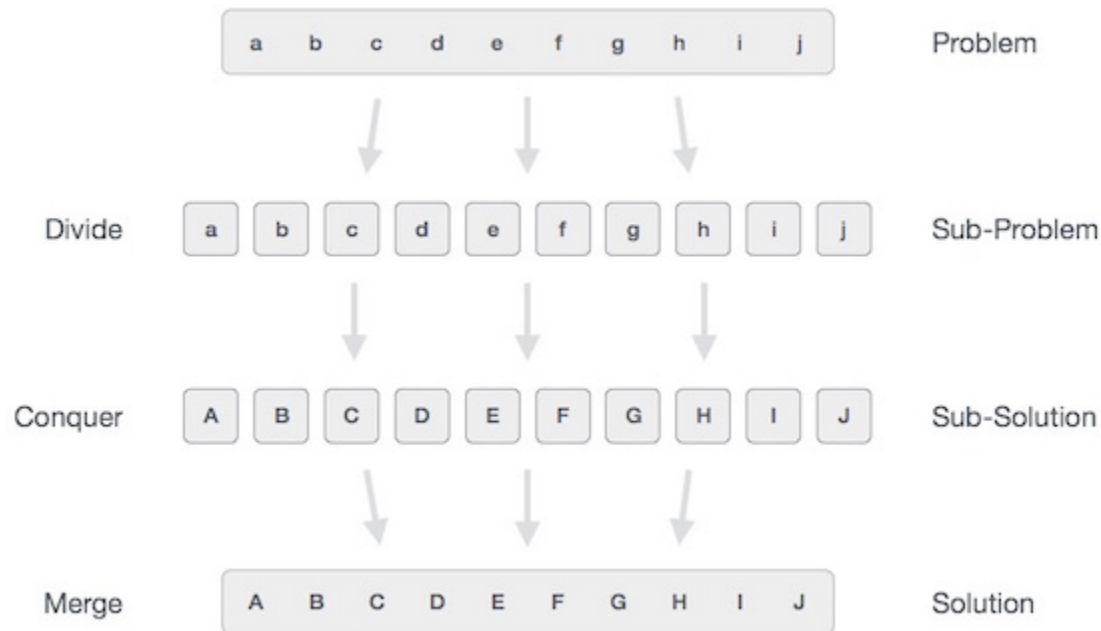 a b c d e f g h i j Problem
Divide a b c d e f g h i j Sub-Problem
Conquer A B C D E F G H I J Sub-Solution
Merge A B C D E F G H I J Solution